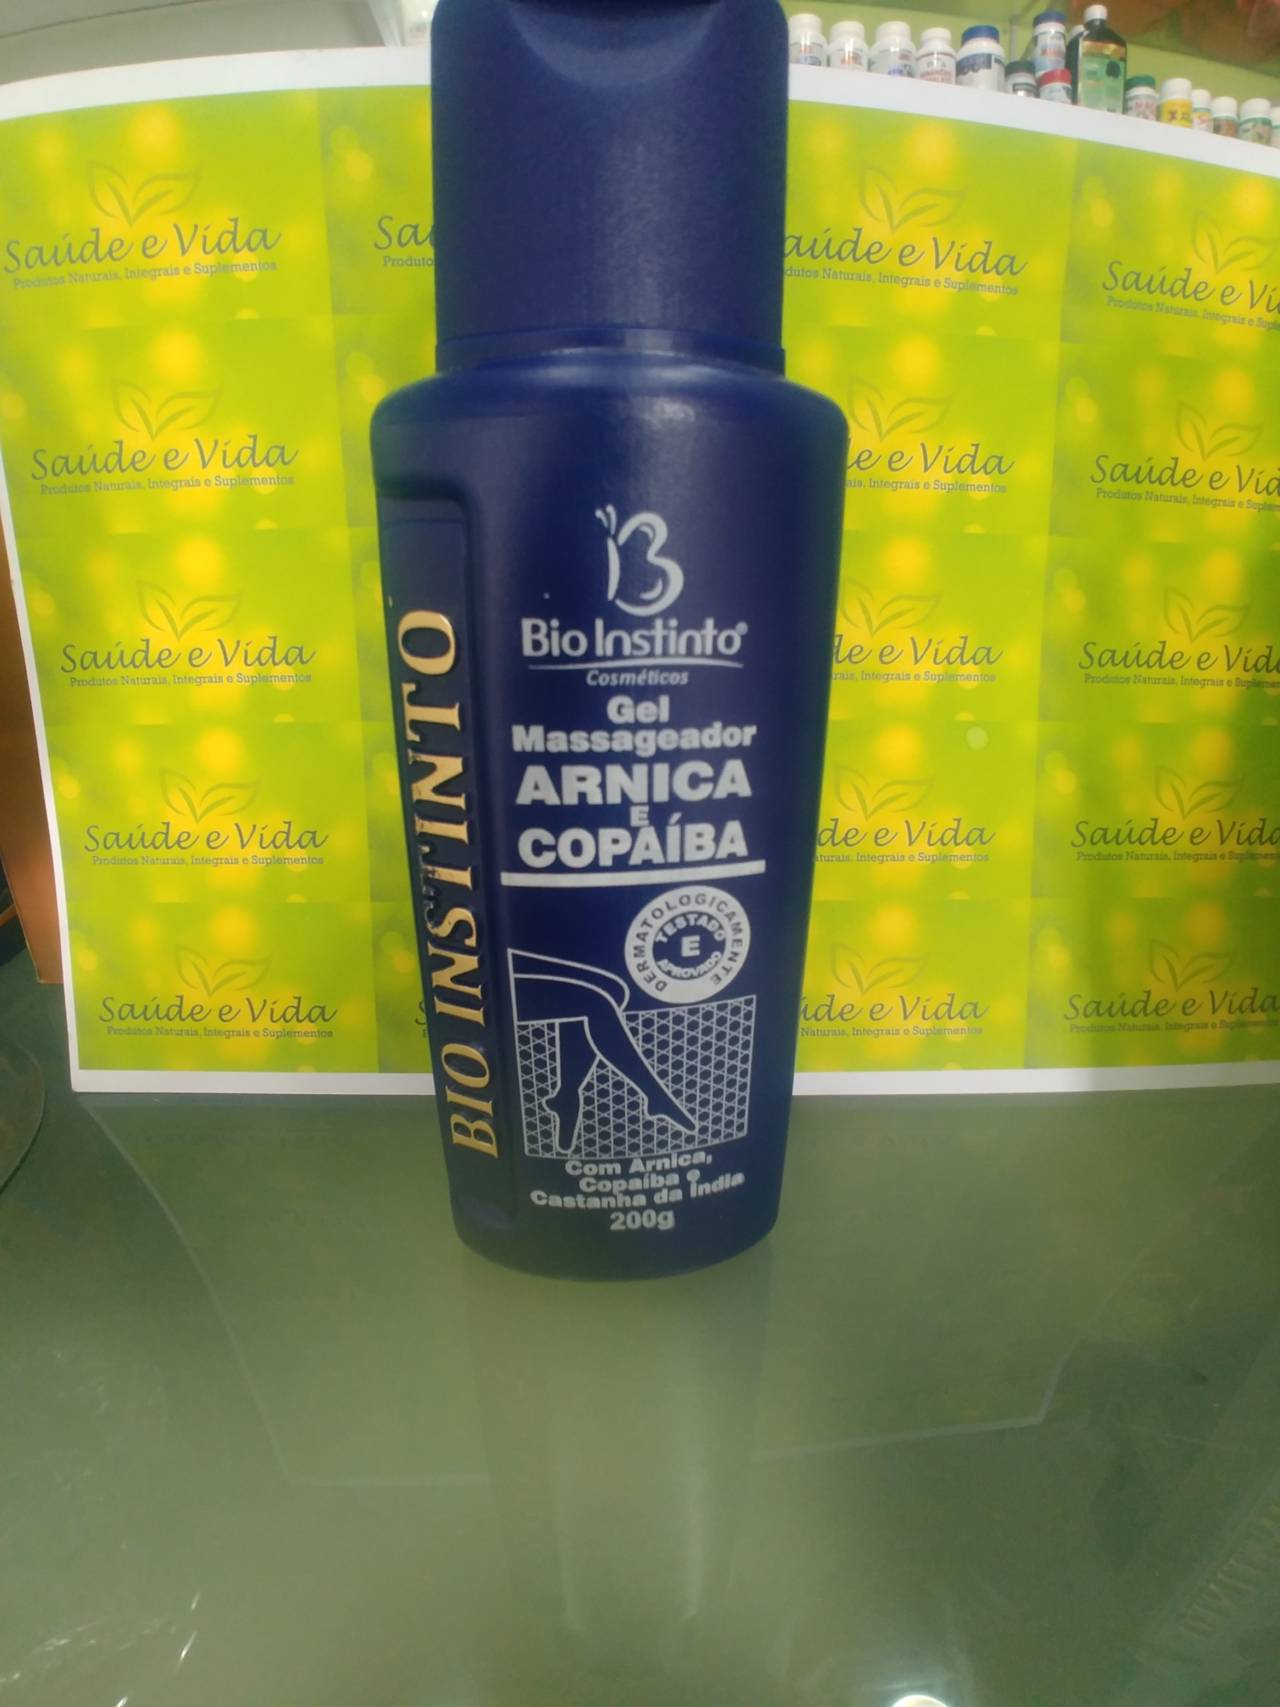 Bio Instinto®
Cosméticos
Gel
Massageador
ARNICA
E
COPAÍBA
DERMATOLOGICAMENTE
TESTADO
E
APROVADO
Com Arnica,
Copaíba e
Castanha da Índia
200g
BIO INSTINTO
Saúde e Vida
Produtos Naturais, Integrais e Suplementos
Saúde e Vida
Produtos Naturais, Integrais e Suplementos
Saúde e Vida
Produtos Naturais, Integrais e Suplementos
Saúde e Vida
Produtos Naturais, Integrais e Suplementos
Saúde e Vida
Produtos Naturais, Integrais e Suplementos